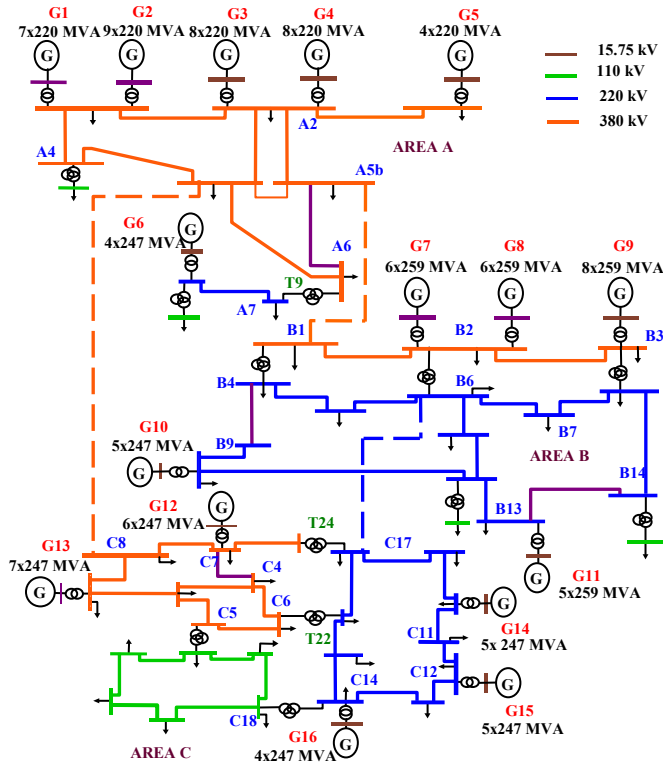 G1 G2 G3 G4 G5
7x220 MVA 9x220 MVA 8x220 MVA 8x220 MVA 4x220 MVA
G G G G G
15.75 kV
110 kV
220 kV
380 kV
A2
AREA A
A4
A5b
G6
4x247 MVA
G
A6
T9
A7
G7 G8 G9
6x259 MVA 6x259 MVA 8x259 MVA
G G G
B1 B2 B3
B4 B6
B7
G10
5x247 MVA
G
B9
AREA B
B14
B13
G12
6x247 MVA
G
T24
G13
7x247 MVA
G
C8
C7
C17
C4
G
G11
5x259 MVA
C5
C6
T22
G
G14
5x 247 MVA
C11
C12
G
G15
5x247 MVA
C14
C18
AREA C
G16
4x247 MVA
G